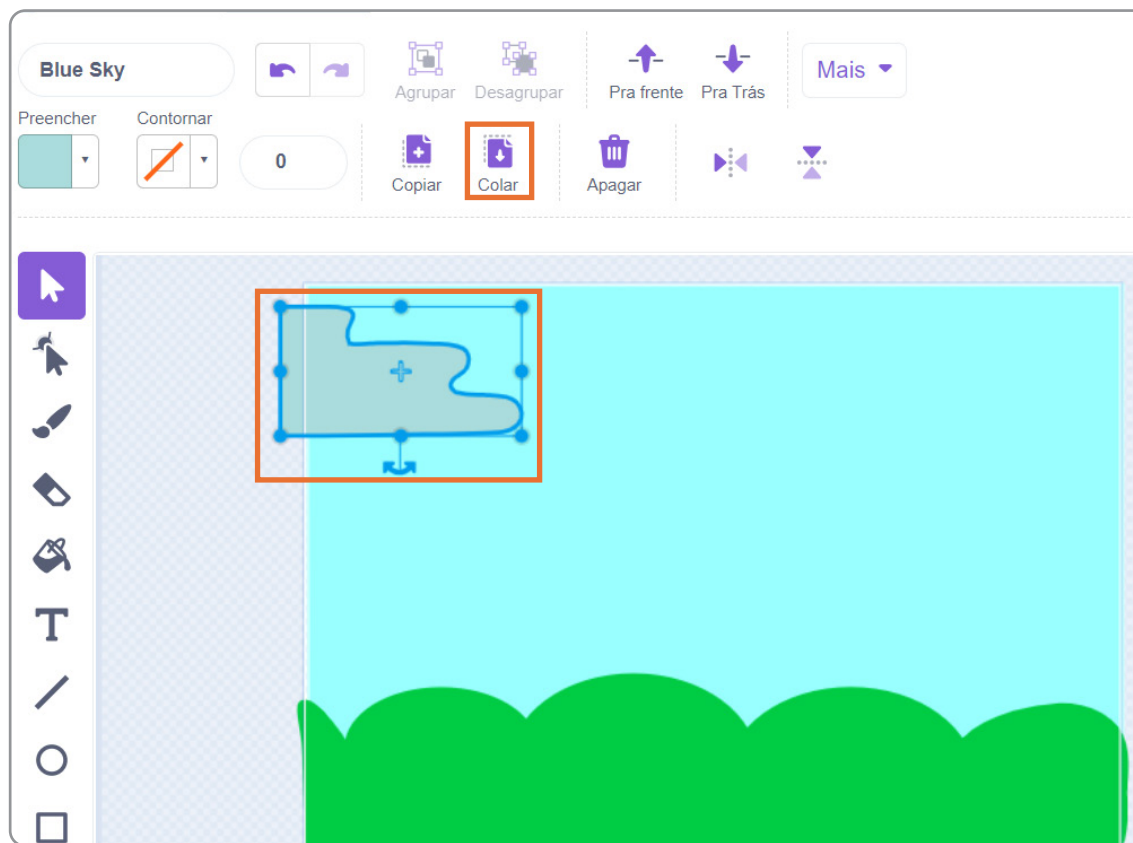 Blue Sky
Agrupar Desagrupar Pra frente Pra Trás Mais
Preencher Contornar
0
Copiar Colar Apagar